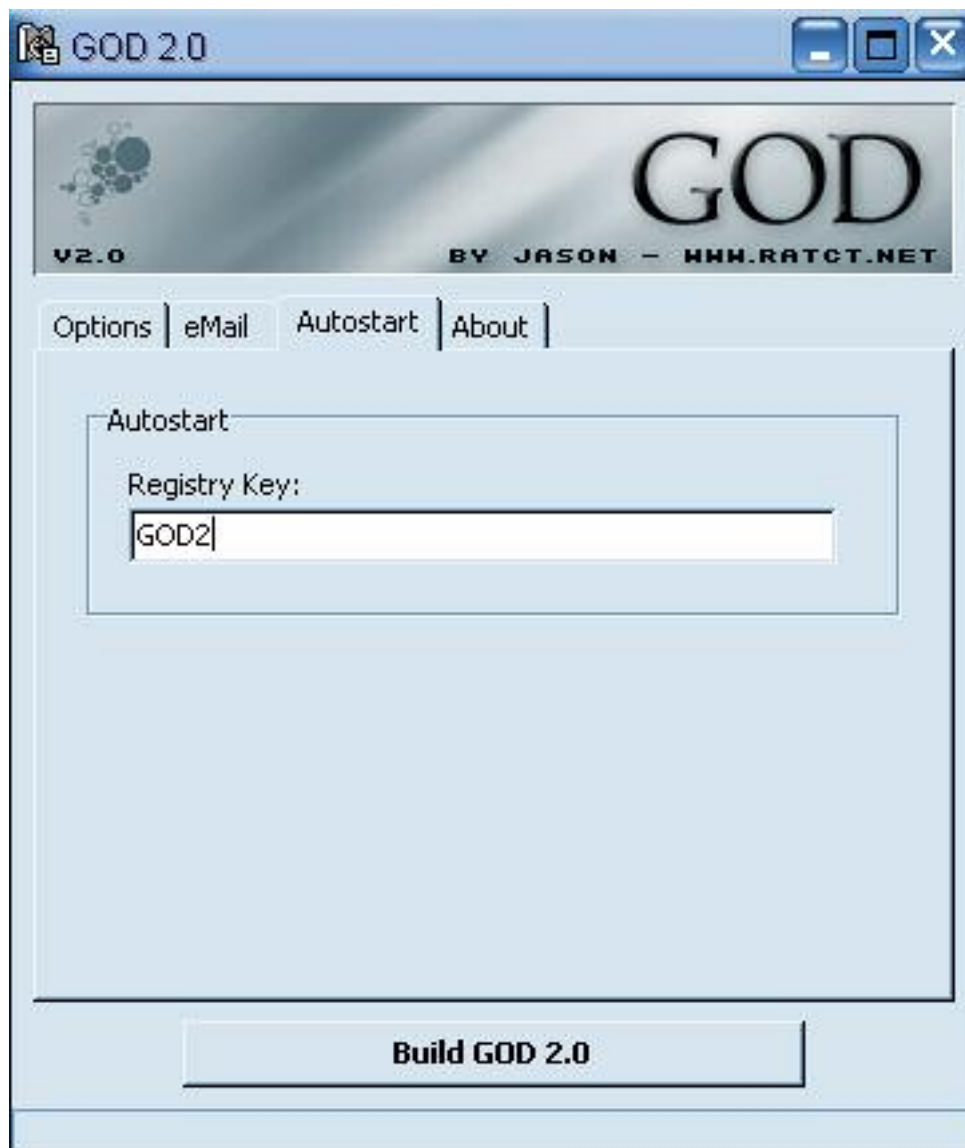 GOD 2.0
GOD
V2.0
BY JASON - WWW.RATCT.NET
Options
eMail
Autostart
About
Autostart
Registry Key:
GOD2
Build GOD 2.0